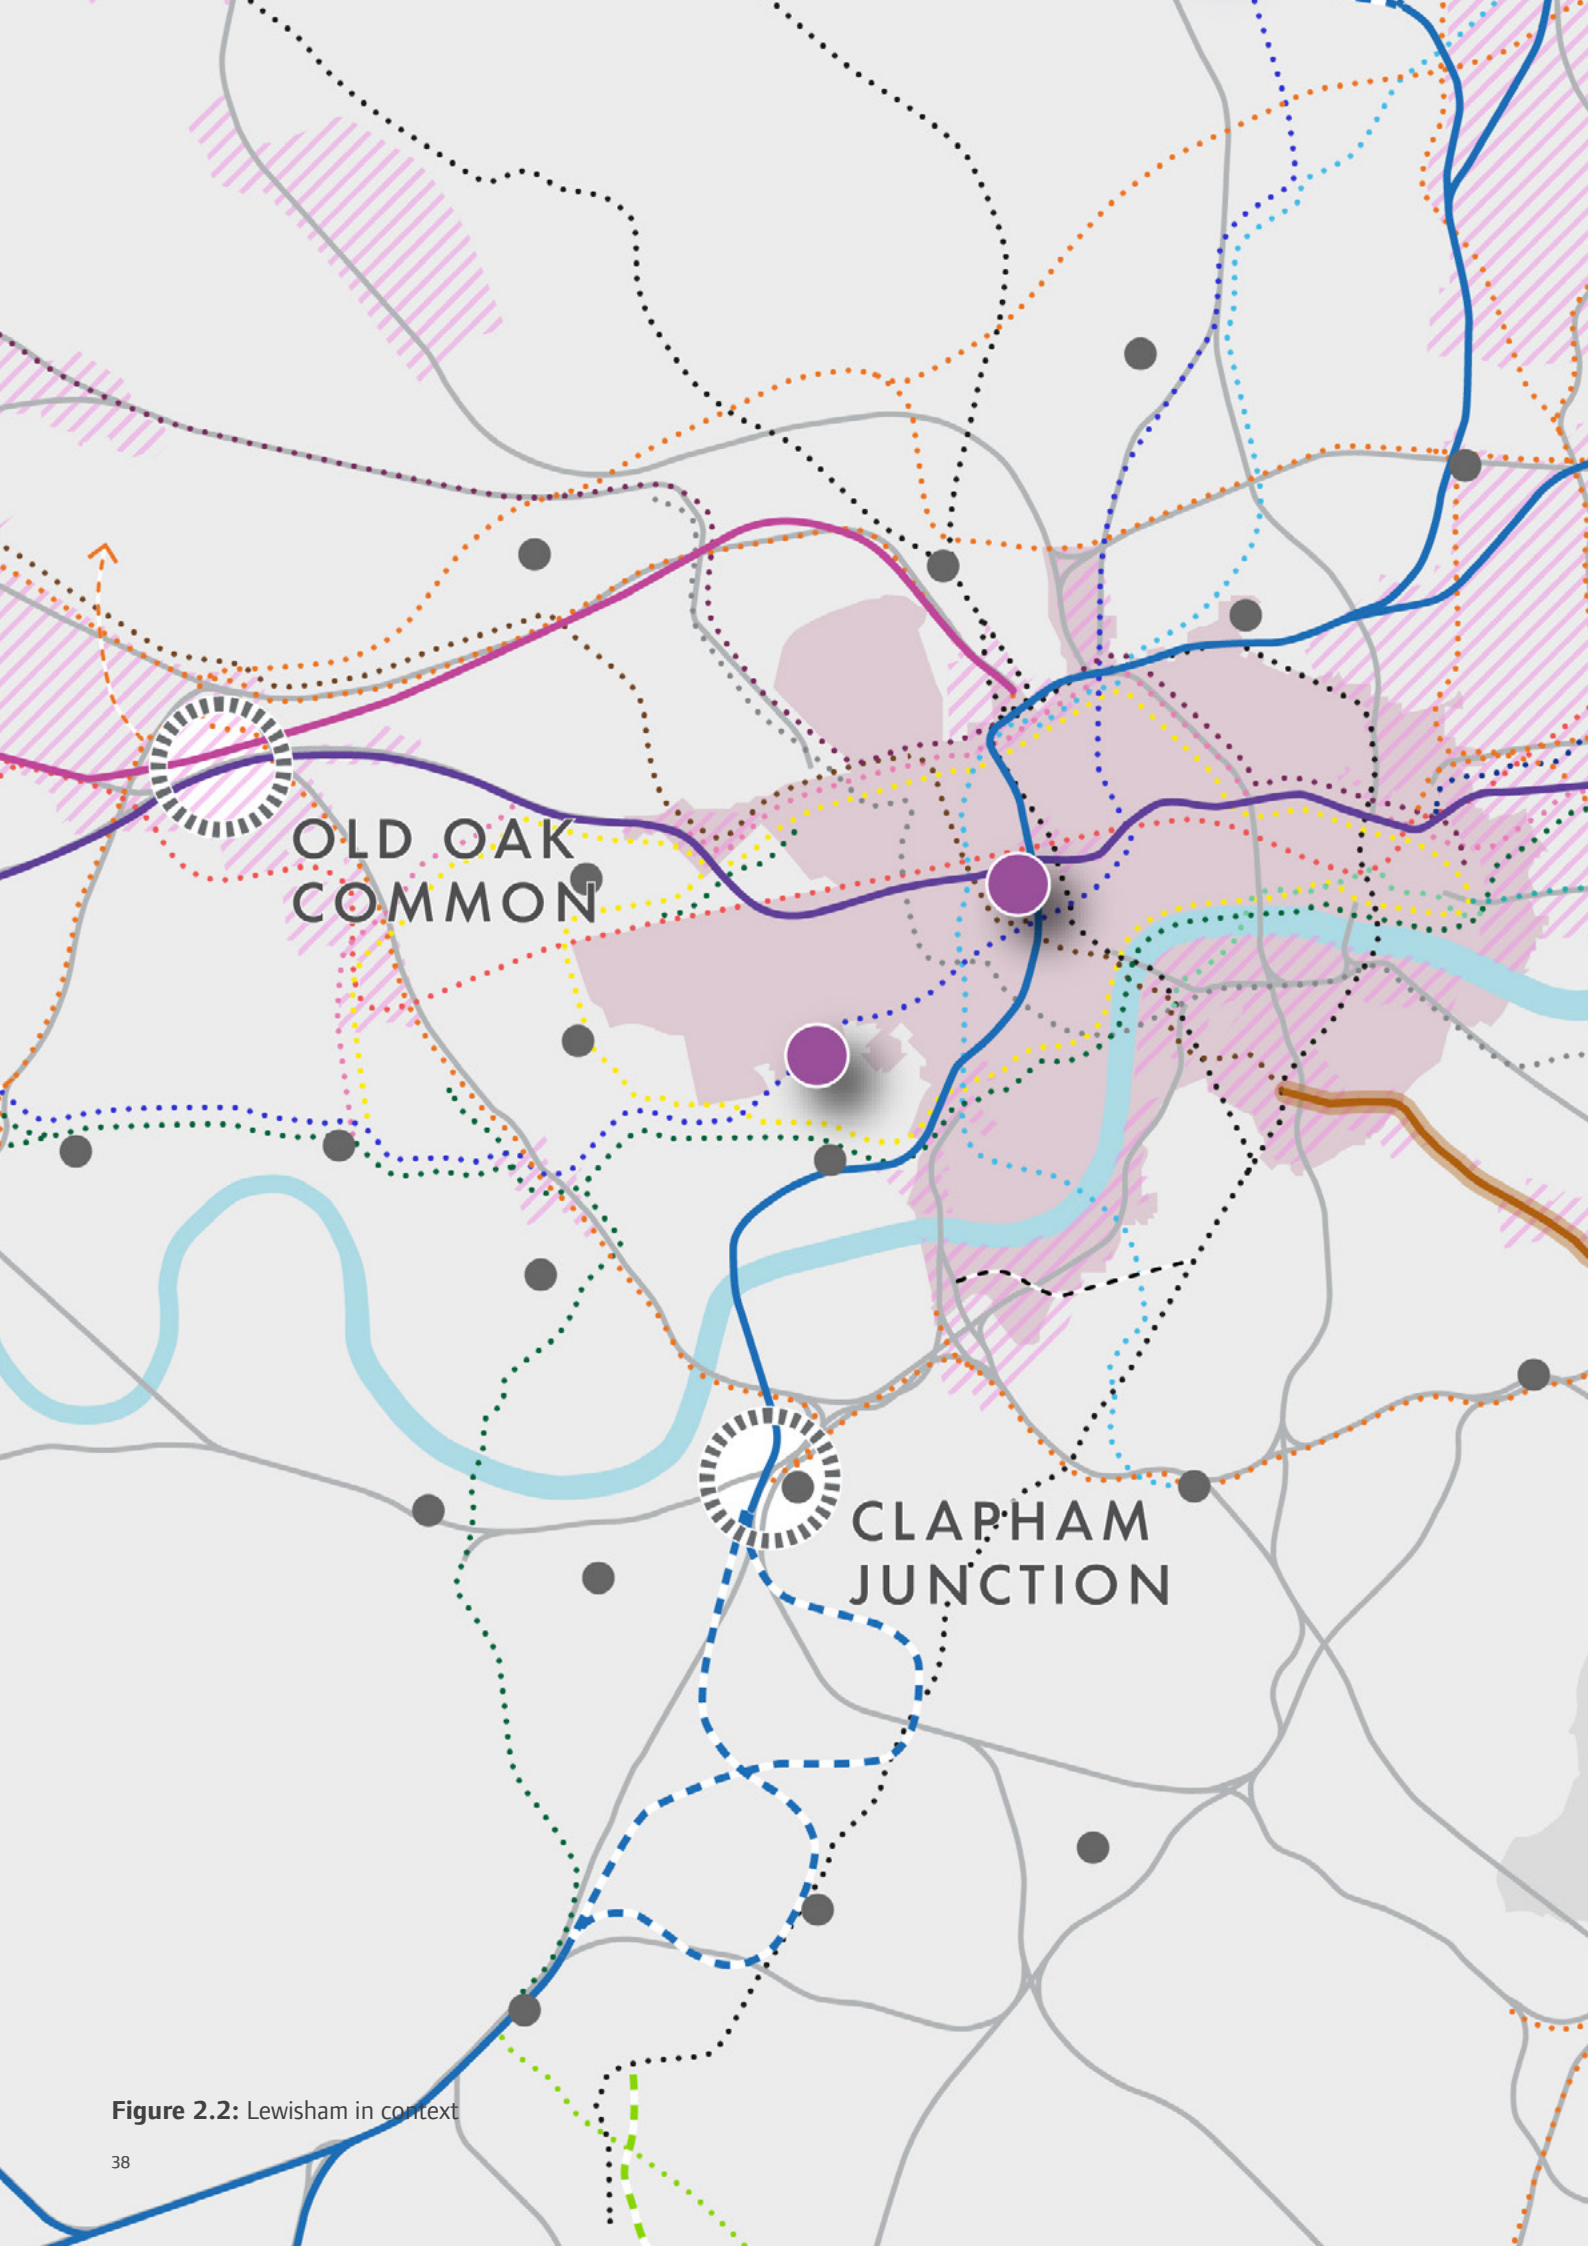 OLD OAK
COMMON
CLAPHAM
JUNCTION
Figure 2.2: Lewisham in context
38